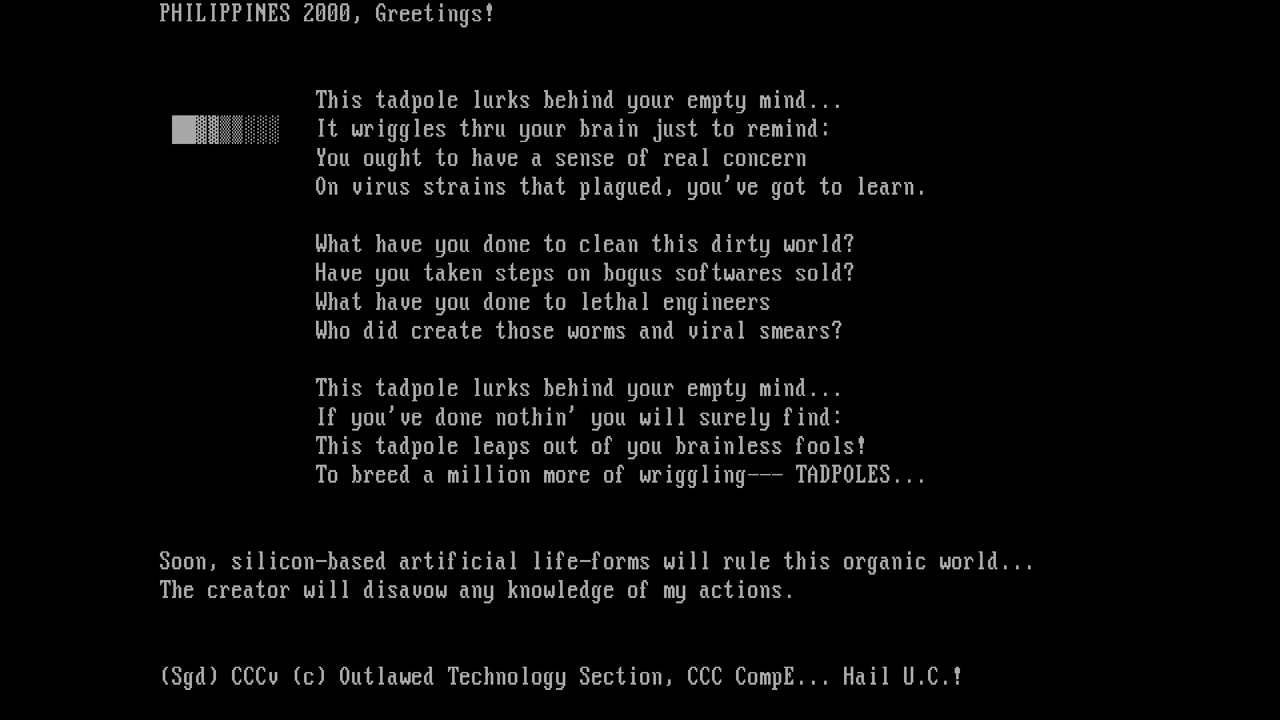 PHILIPPINES 2000, Greetings!
This tadpole lurks behind your empty mind...
It wriggles thru your brain just to remind:
You ought to have a sense of real concern
On virus strains that plagued, you've got to learn.
What have you done to clean this dirty world?
Have you taken steps on bogus softwares sold?
What have you done to lethal engineers
Who did create those worms and viral smears?
This tadpole lurks behind your empty mind...
If you've done nothin' you will surely find:
This tadpole leaps out of you brainless fools!
To breed a million more of wriggling--- TADPOLES...
Soon, silicon-based artificial life-forms will rule this organic world...
The creator will disavow any knowledge of my actions.
(Sgd) CCCv (c) Outlawed Technology Section, CCC CompE... Hail U.C.!